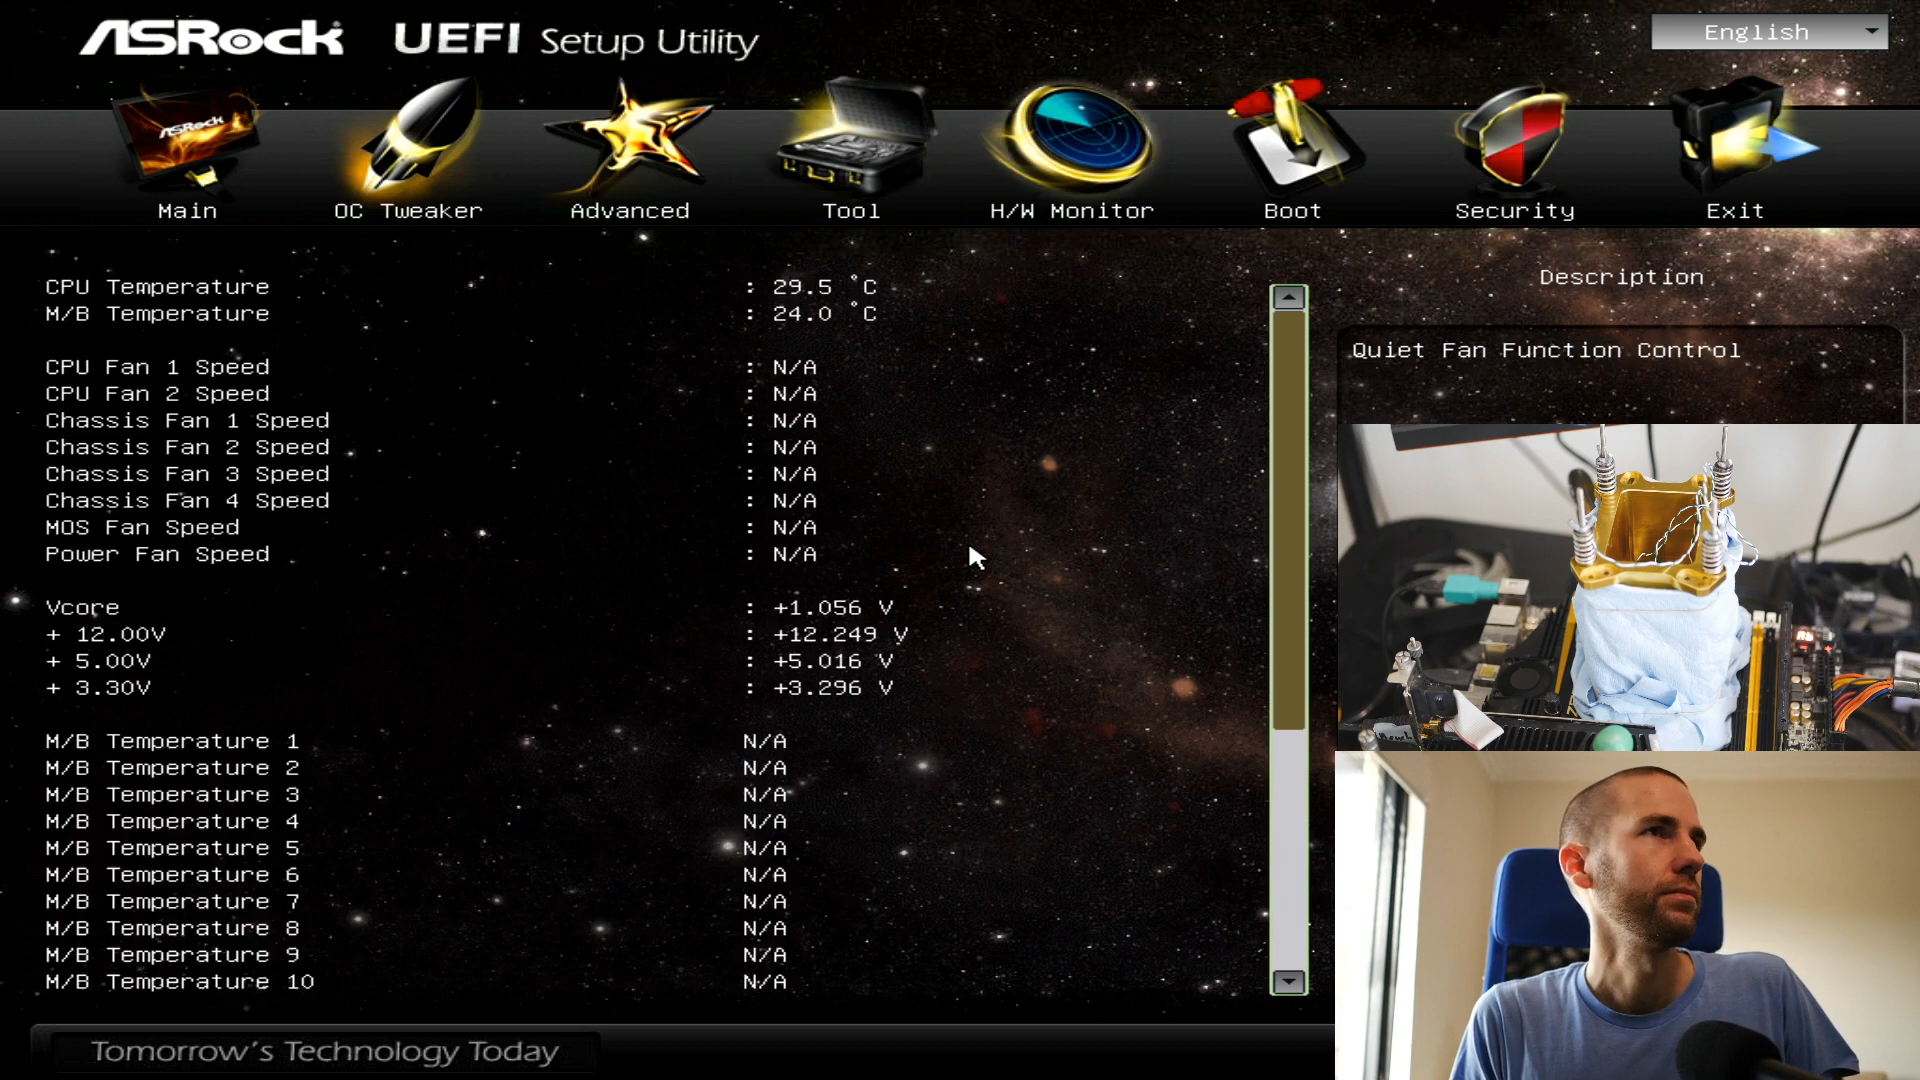 ASRock UEFI Setup Utility
English
Main OC Tweaker Advanced Tool H/W Monitor Boot Security Exit
Description
Quiet Fan Function Control
CPU Temperature : 29.5 °C
M/B Temperature : 24.0 °C
CPU Fan 1 Speed : N/A
CPU Fan 2 Speed : N/A
Chassis Fan 1 Speed : N/A
Chassis Fan 2 Speed : N/A
Chassis Fan 3 Speed : N/A
Chassis Fan 4 Speed : N/A
MOS Fan Speed : N/A
Power Fan Speed : N/A
Vcore : +1.056 V
+ 12.00V : +12.249 V
+ 5.00V : +5.016 V
+ 3.30V : +3.296 V
M/B Temperature 1 N/A
M/B Temperature 2 N/A
M/B Temperature 3 N/A
M/B Temperature 4 N/A
M/B Temperature 5 N/A
M/B Temperature 6 N/A
M/B Temperature 7 N/A
M/B Temperature 8 N/A
M/B Temperature 9 N/A
M/B Temperature 10 N/A
Tomorrow's Technology Today